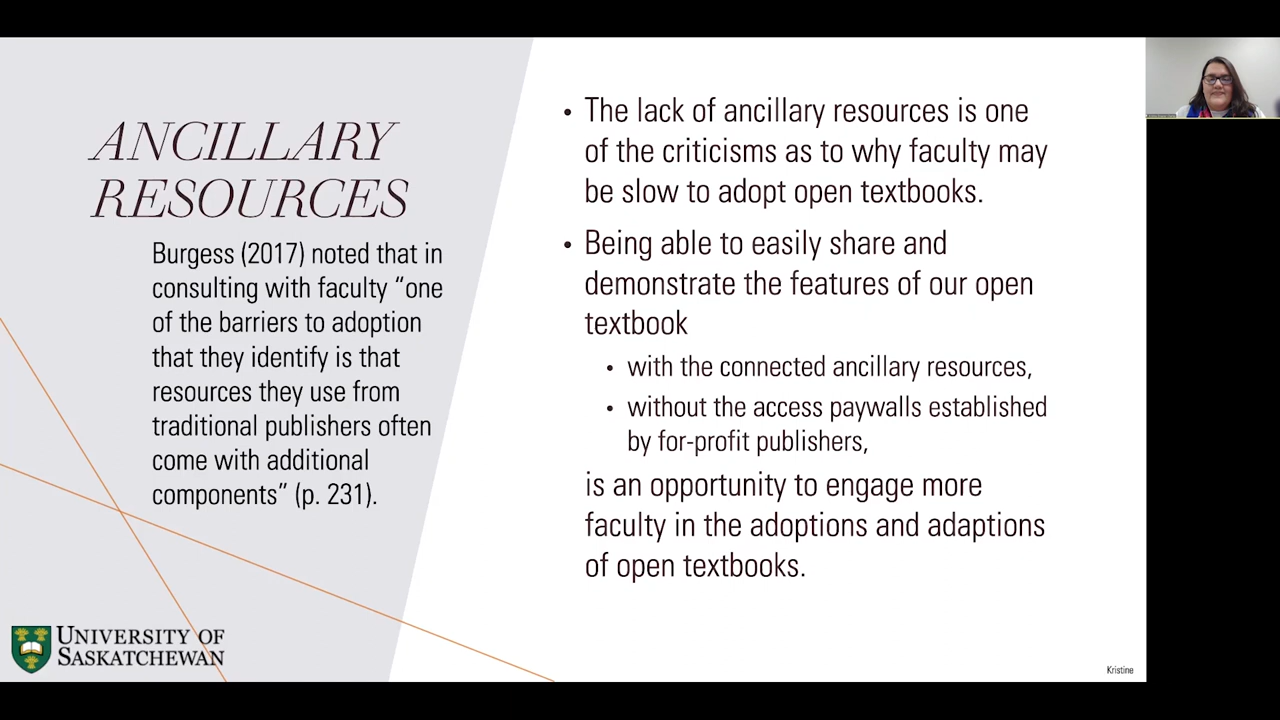 ANCILLARY
RESOURCES
Burgess (2017) noted that in
consulting with faculty “one
of the barriers to adoption
that they identify is that
resources they use from
traditional publishers often
come with additional
components” (p. 231).
• The lack of ancillary resources is one
of the criticisms as to why faculty may
be slow to adopt open textbooks.
• Being able to easily share and
demonstrate the features of our open
textbook
• with the connected ancillary resources,
• without the access paywalls established
by for-profit publishers,
is an opportunity to engage more
faculty in the adoptions and adaptions
of open textbooks.
UNIVERSITY OF
SASKATCHEWAN
Kristine